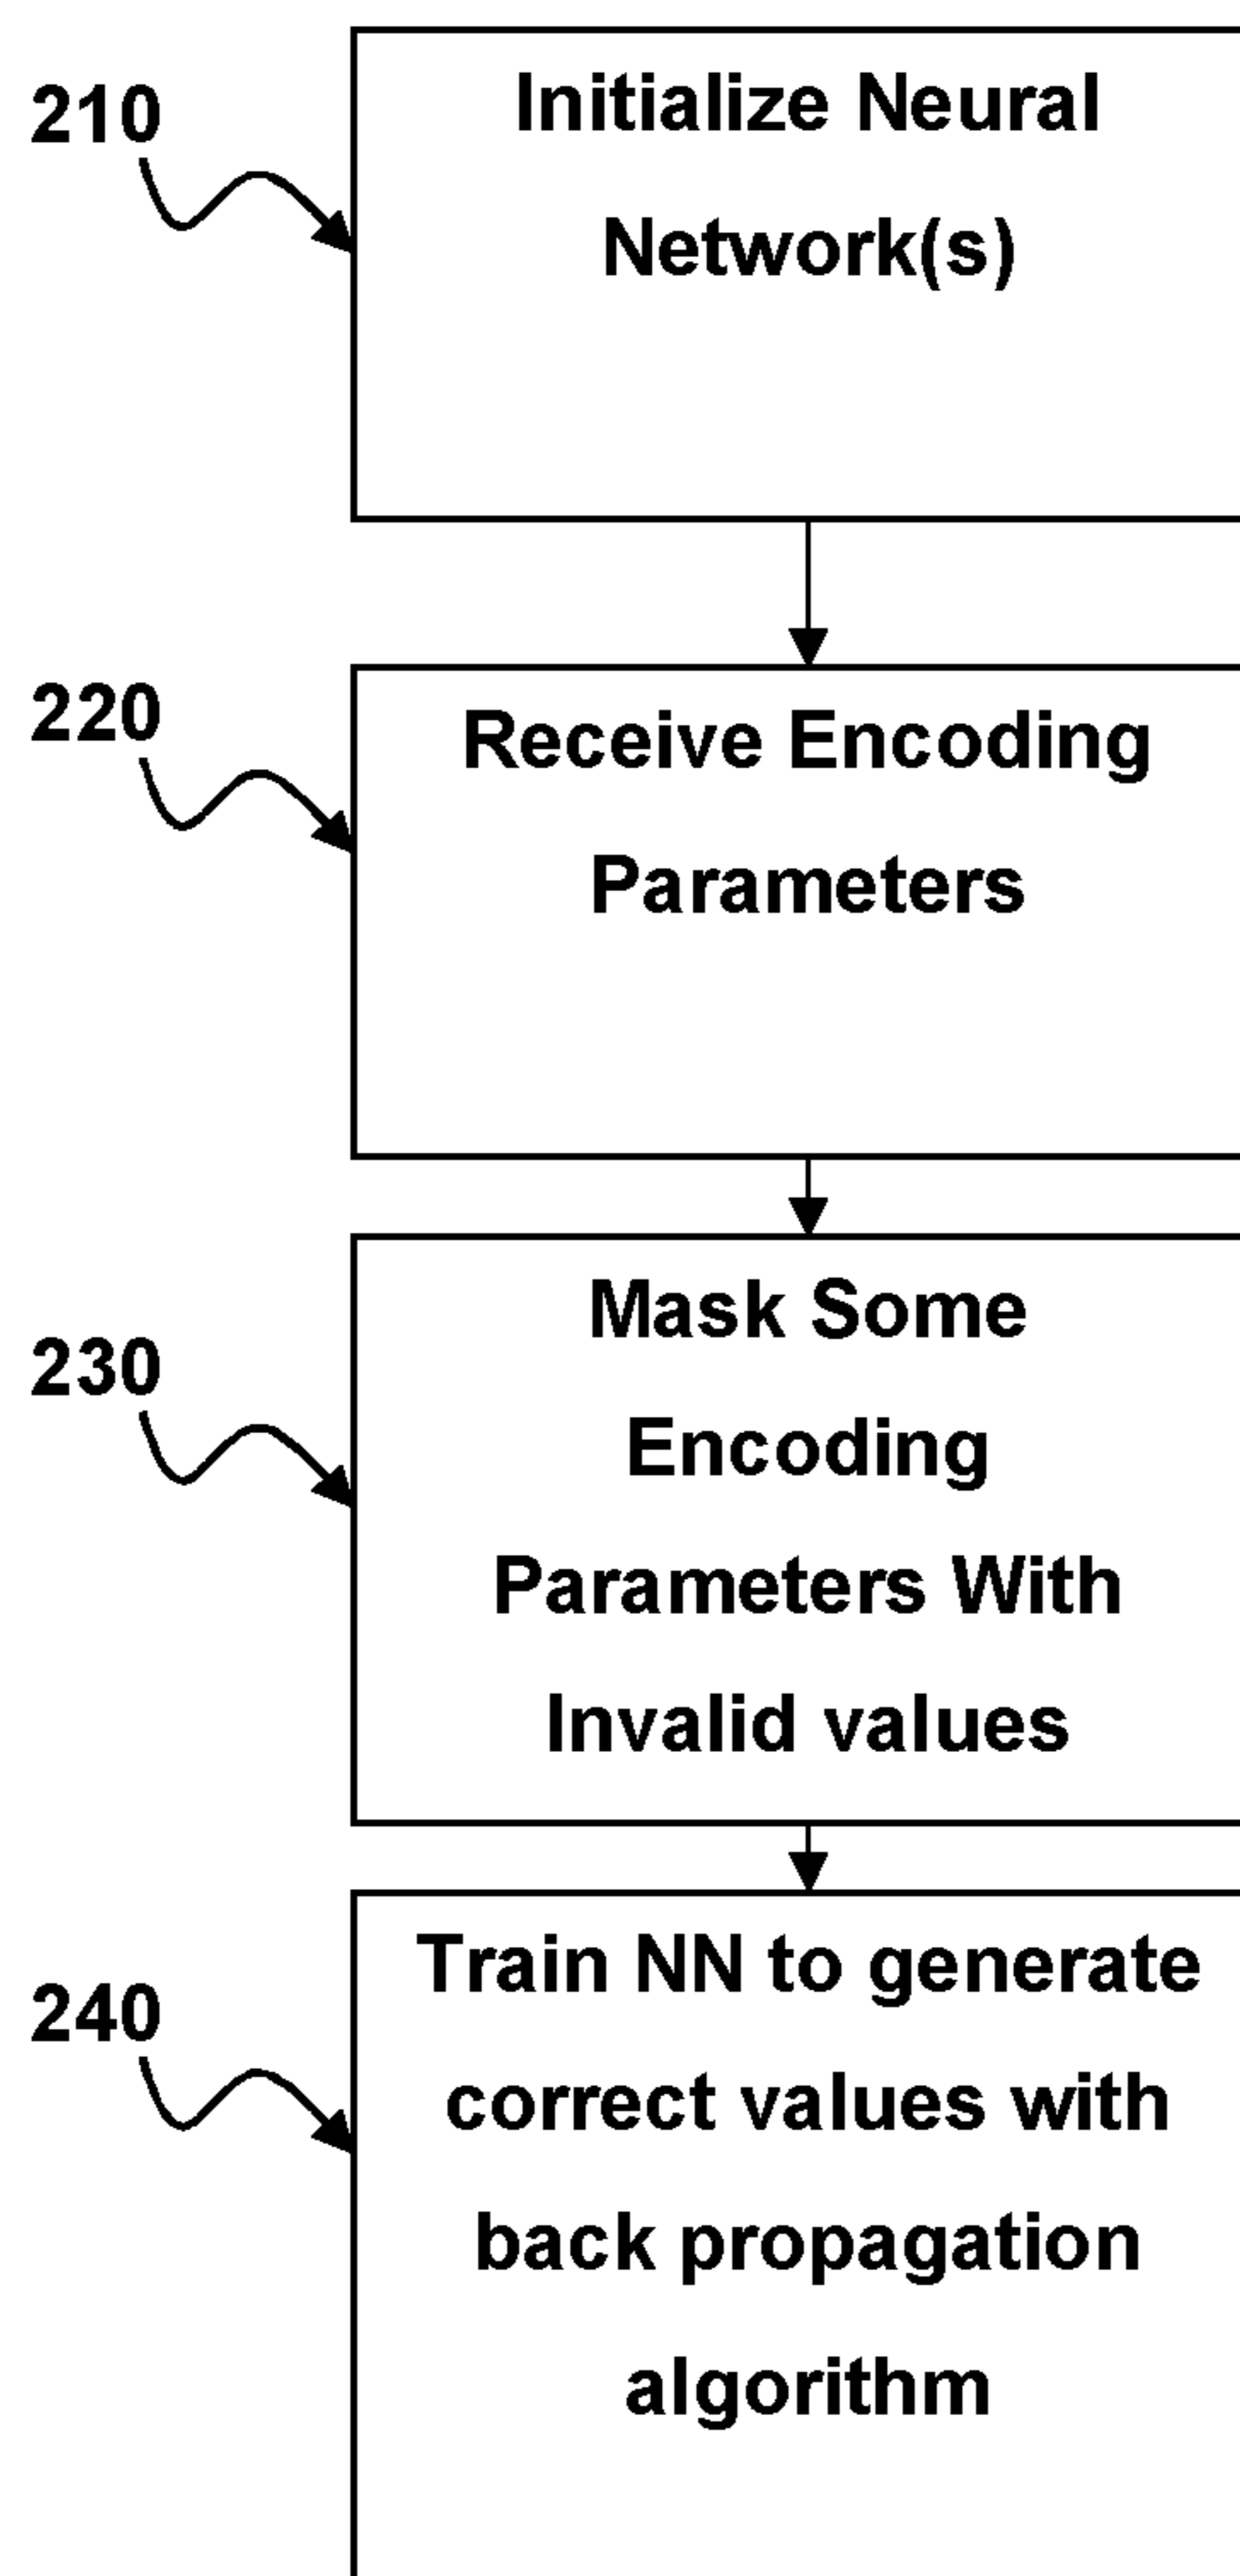 210
Initialize Neural
Network(s)
220
Receive Encoding
Parameters
230
Mask Some
Encoding
Parameters With
Invalid values
240
Train NN to generate
correct values with
back propagation
algorithm